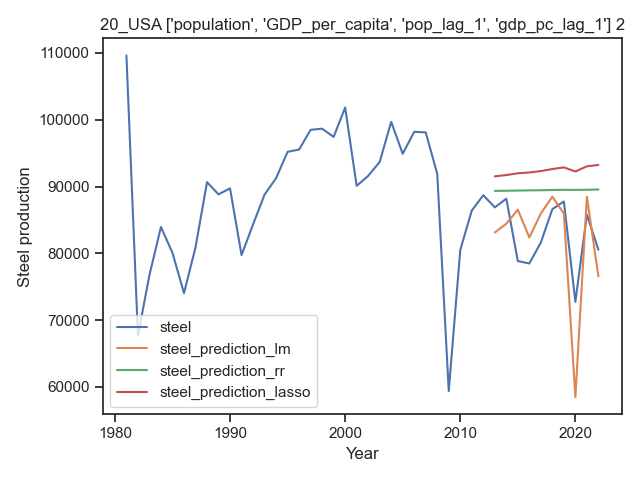 20_USA ['population', 'GDP_per_capita', 'pop_lag_1', 'gdp_pc_lag_1'] 2
110000
100000
90000
80000
70000
60000
Steel production
steel
steel_prediction_lm
steel_prediction_rr
steel_prediction_lasso
1980
1990
2000
2010
2020
Year